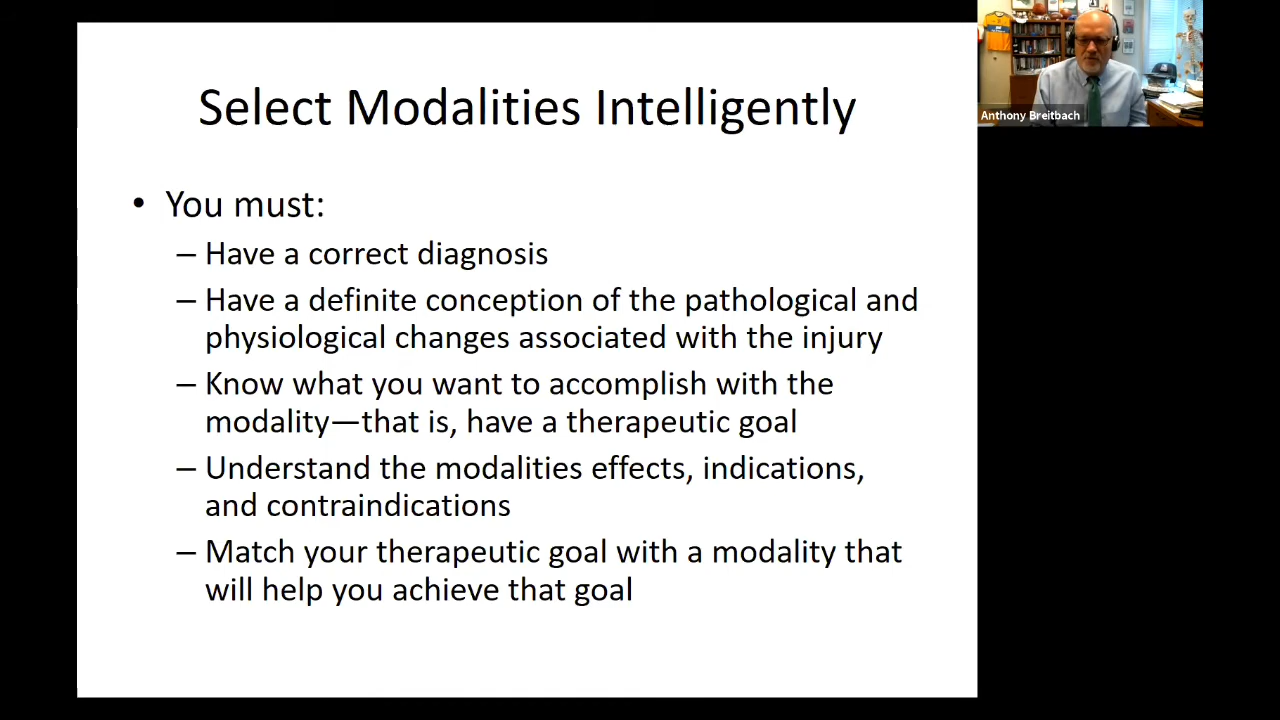 Select Modalities Intelligently
• You must:
– Have a correct diagnosis
– Have a definite conception of the pathological and
physiological changes associated with the injury
– Know what you want to accomplish with the
modality—that is, have a therapeutic goal
– Understand the modalities effects, indications,
and contraindications
– Match your therapeutic goal with a modality that
will help you achieve that goal
Anthony Breitbach